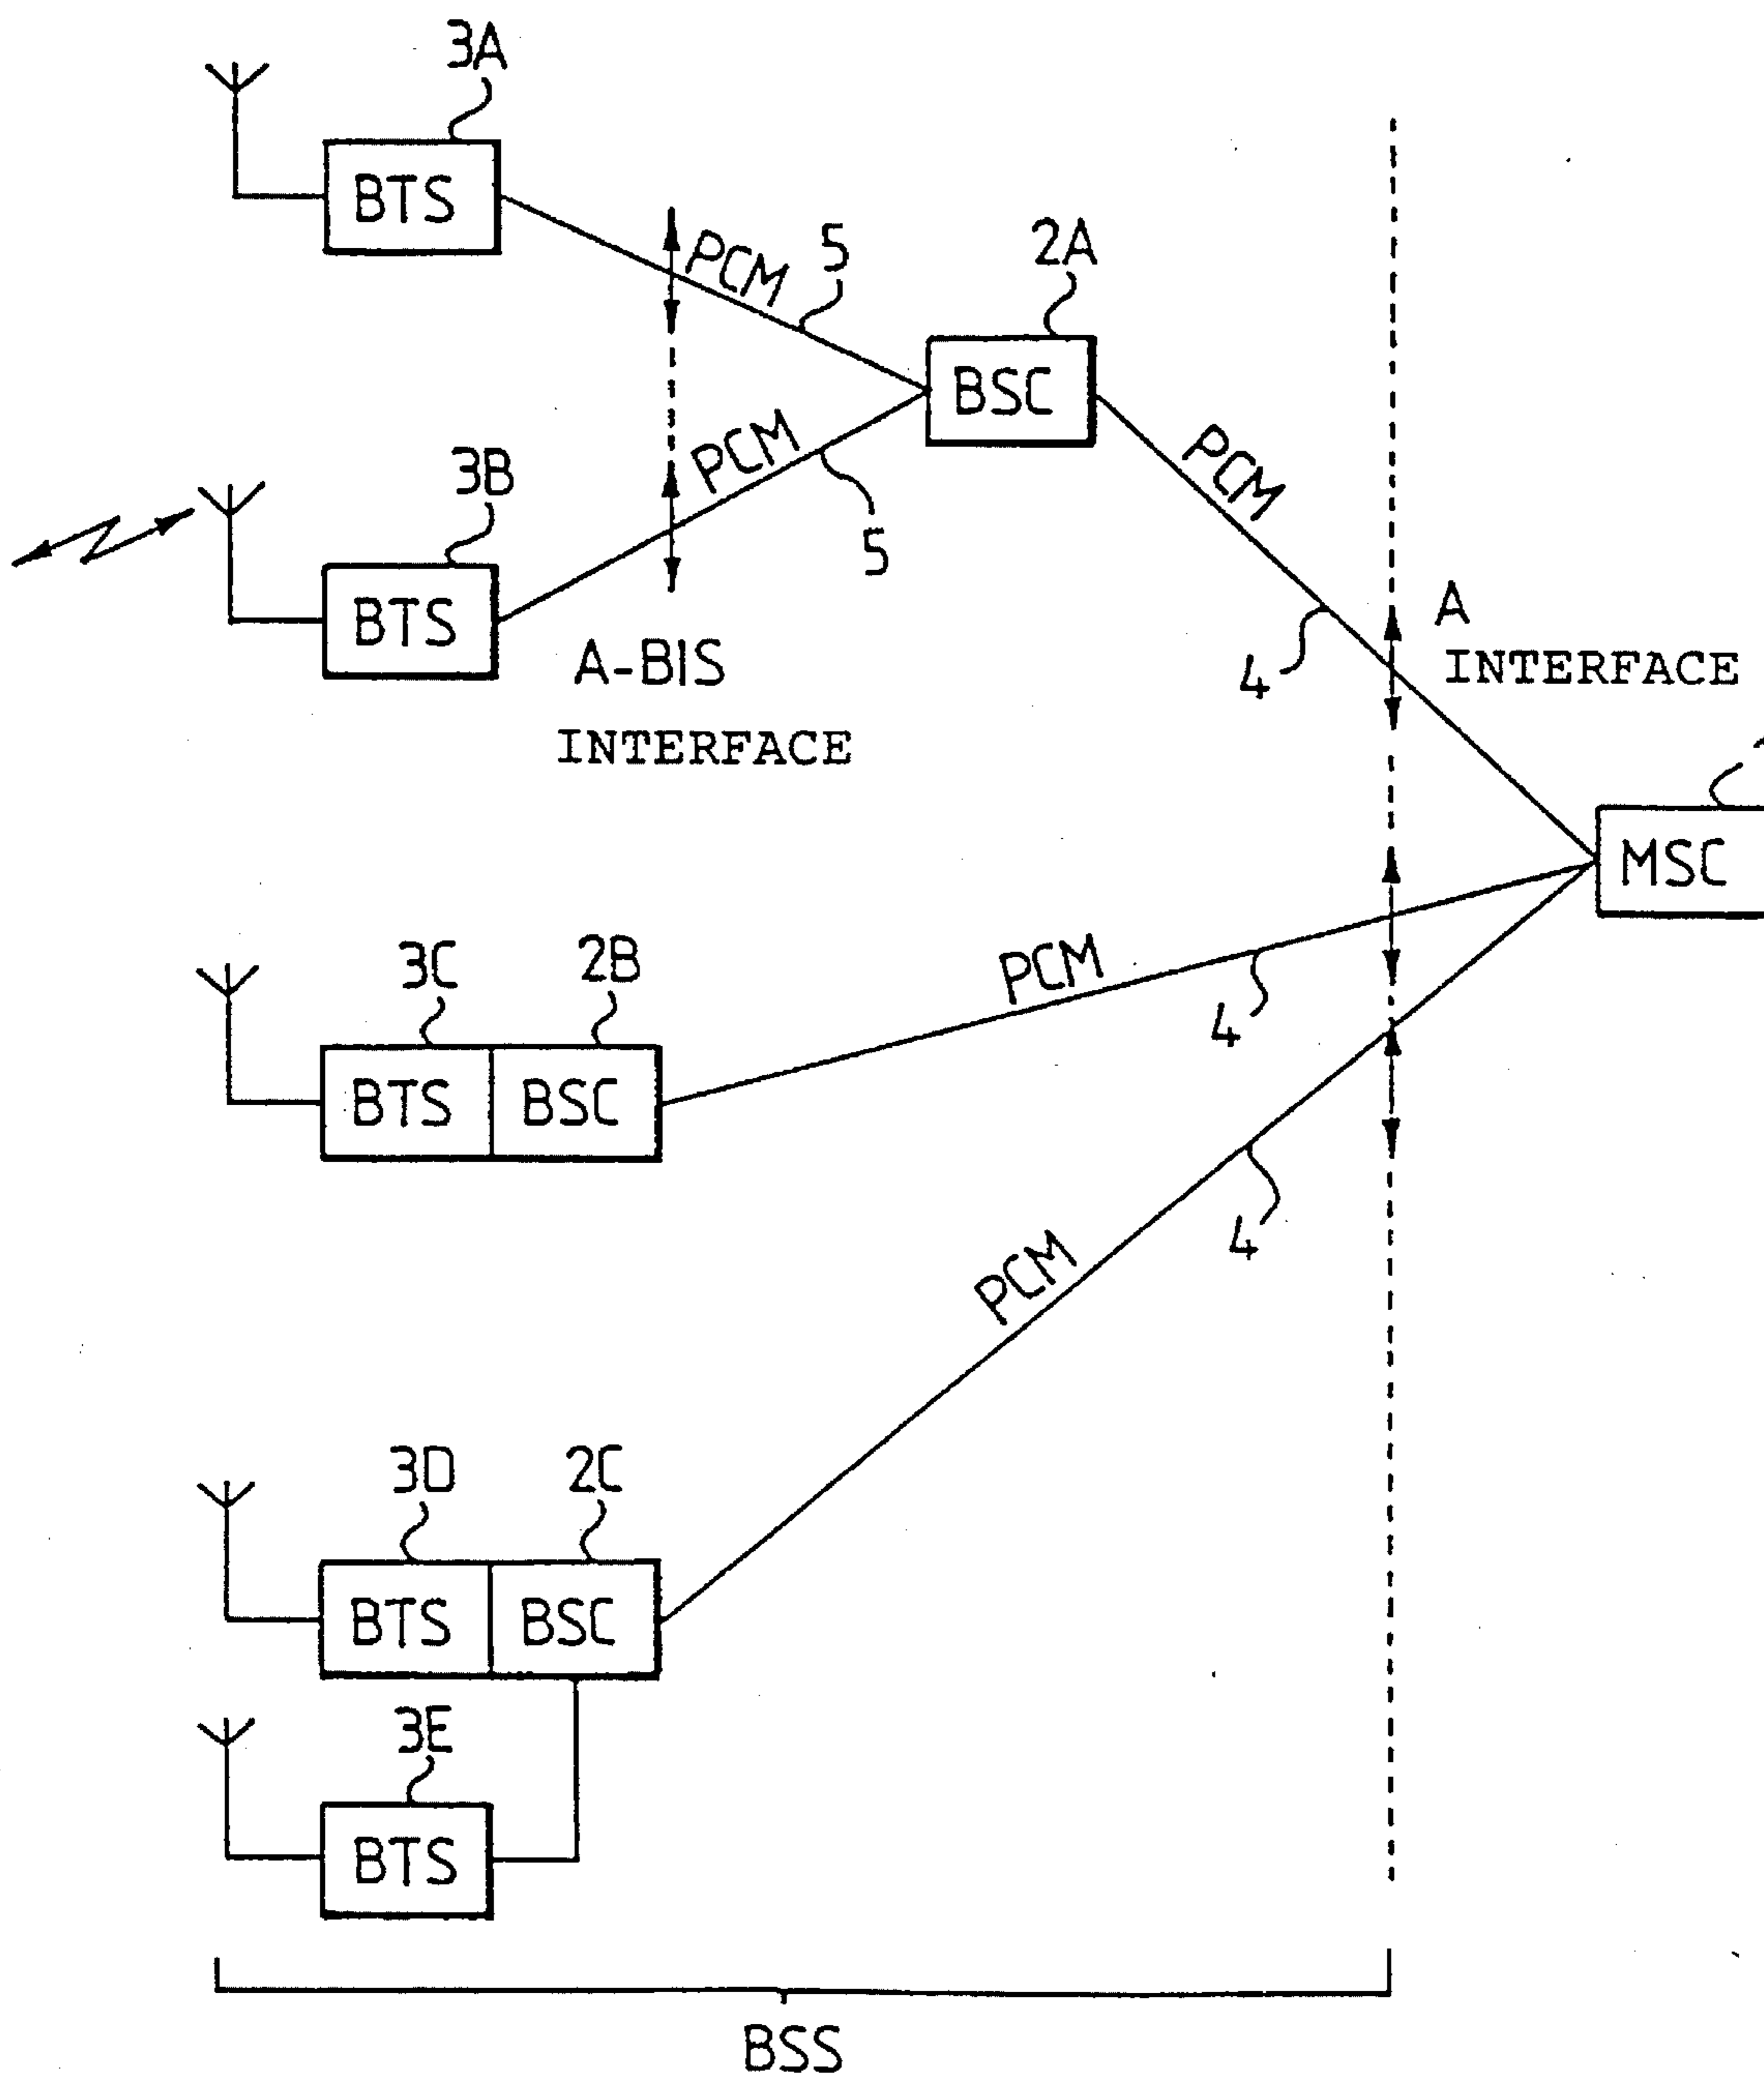 3A
BTS
PCM
5
2A
BSC
3B
BTS
PCM
5
A-BIS
INTERFACE
PCM
4
A
INTERFACE
MSC
3C
2B
BTS
BSC
PCM
4
3D
2C
BTS
BSC
PCM
4
3E
BTS
BSS